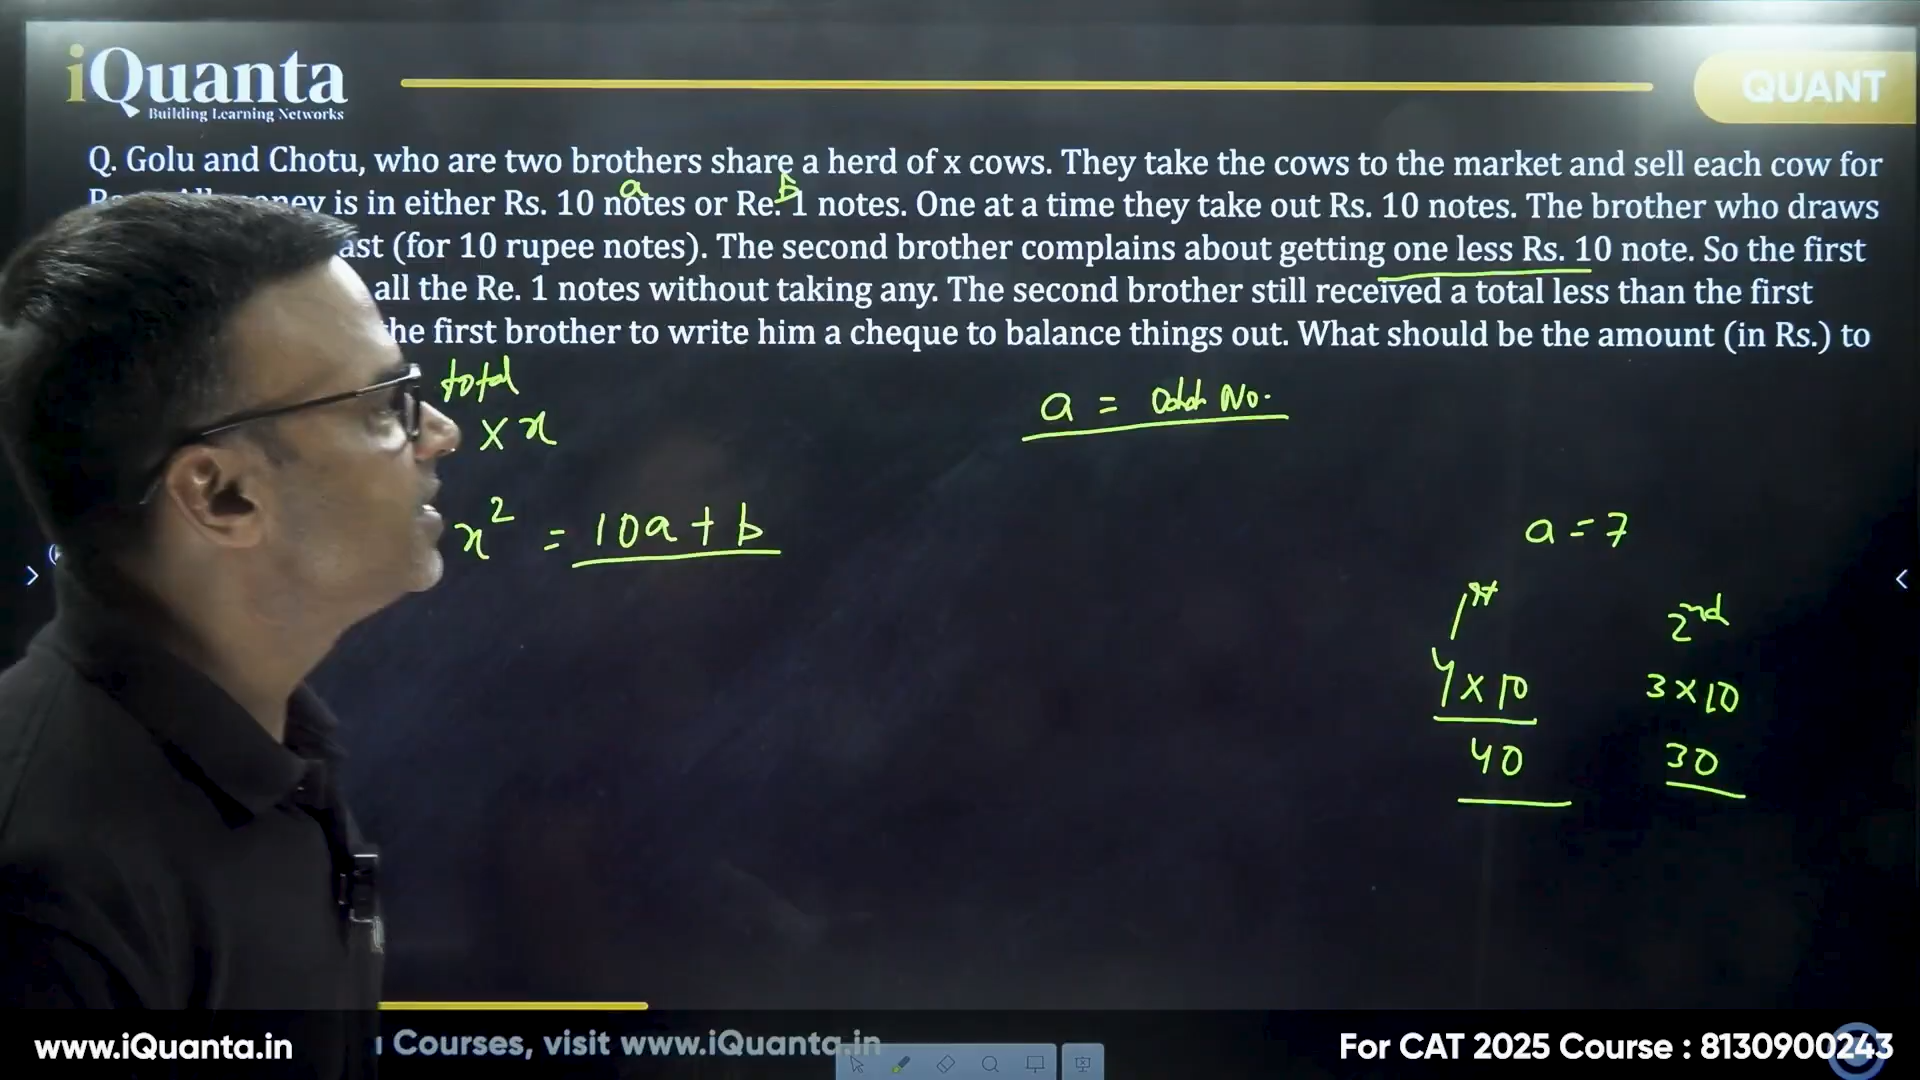 iQuanta
Building Learning Networks
QUANT
Q. Golu and Chotu, who are two brothers share a herd of x cows. They take the cows to the market and sell each cow for
money is in either Rs. 10 notes or Re. 1 notes. One at a time they take out Rs. 10 notes. The brother who draws
a
b
(for 10 rupee notes). The second brother complains about getting one less Rs. 10 note. So the first
all the Re. 1 notes without taking any. The second brother still received a total less than the first
the first brother to write him a cheque to balance things out. What should be the amount (in Rs.) to
total
× x
a = Odd No.
x² = 10a + b
a = 7
1st 2nd
4 × 10 3 × 10
40 30
www.iQuanta.in
Courses, visit www.iQuanta.in
For CAT 2025 Course : 8130900243